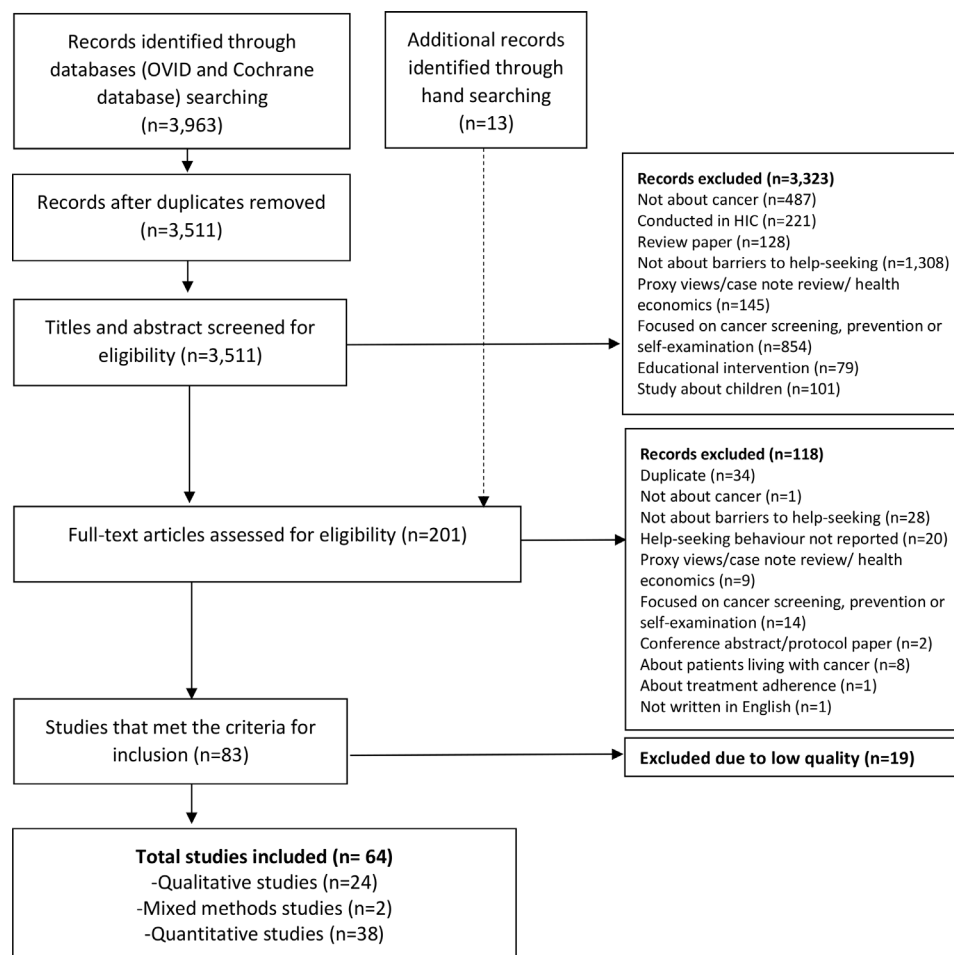 Records identified through
databases (OVID and Cochrane
database) searching
(n=3,963)
Additional records
identified through
hand searching
(n=13)
Records after duplicates removed
(n=3,511)
Titles and abstract screened for
eligibility (n=3,511)
Records excluded (n=3,323)
Not about cancer (n=487)
Conducted in HIC (n=221)
Review paper (n=128)
Not about barriers to help-seeking (n=1,308)
Proxy views/case note review/ health
economics (n=145)
Focused on cancer screening, prevention or
self-examination (n=854)
Educational intervention (n=79)
Study about children (n=101)
Full-text articles assessed for eligibility (n=201)
Records excluded (n=118)
Duplicate (n=34)
Not about cancer (n=1)
Not about barriers to help-seeking (n=28)
Help-seeking behaviour not reported (n=20)
Proxy views/case note review/ health
economics (n=9)
Focused on cancer screening, prevention or
self-examination (n=14)
Conference abstract/protocol paper (n=2)
About patients living with cancer (n=8)
About treatment adherence (n=1)
Not written in English (n=1)
Studies that met the criteria for
inclusion (n=83)
Excluded due to low quality (n=19)
Total studies included (n= 64)
-Qualitative studies (n=24)
-Mixed methods studies (n=2)
-Quantitative studies (n=38)